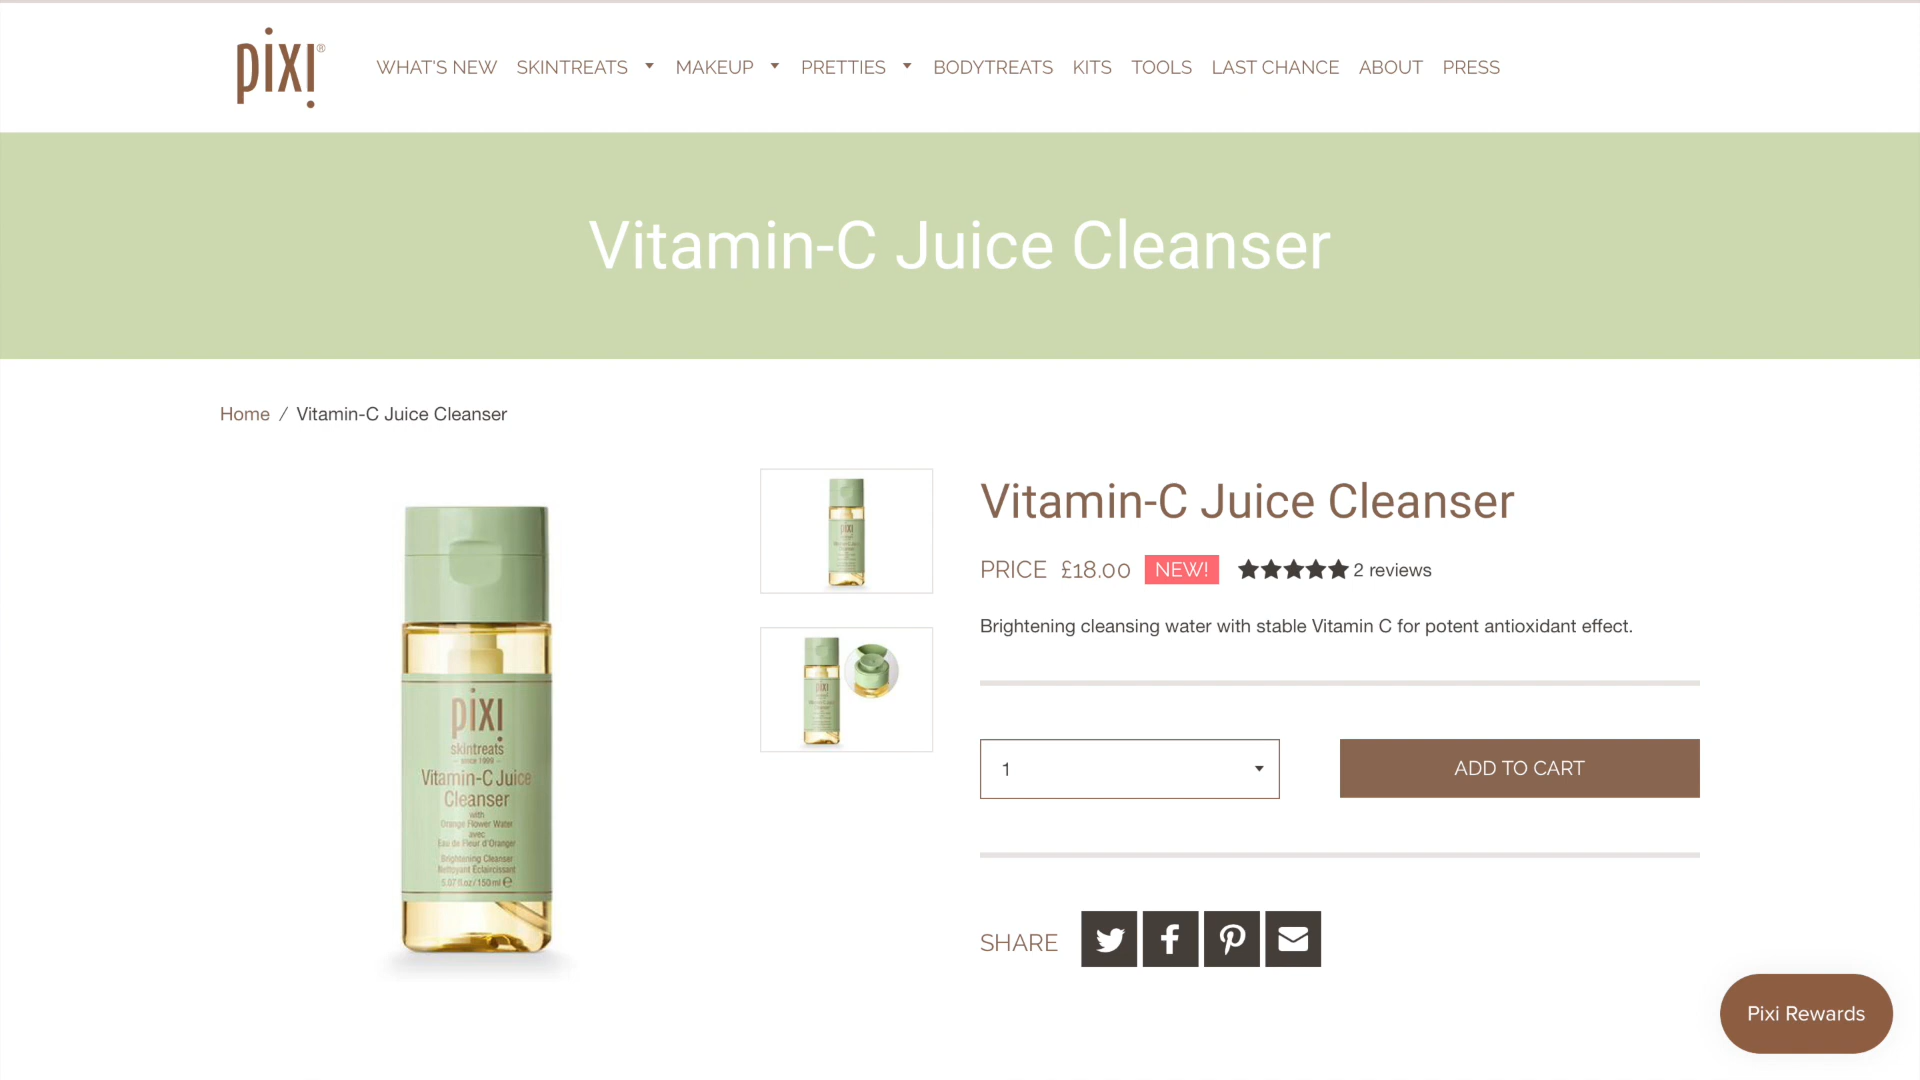 pixi®
WHAT'S NEW SKINTREATS MAKEUP PRETTIES BODYTREATS KITS TOOLS LAST CHANCE ABOUT PRESS
Vitamin-C Juice Cleanser
Home / Vitamin-C Juice Cleanser
pixi
skintreats
- since 1999 -
Vitamin-C Juice
Cleanser
with
Orange Flower Water
avec
Eau de Fleur d'Oranger
Brightening Cleanser
Nettoyant Éclaircissant
5.07 fl.oz/150 ml ℮
Vitamin-C Juice Cleanser
PRICE £18.00 NEW! 2 reviews
Brightening cleansing water with stable Vitamin C for potent antioxidant effect.
1
ADD TO CART
SHARE
Pixi Rewards